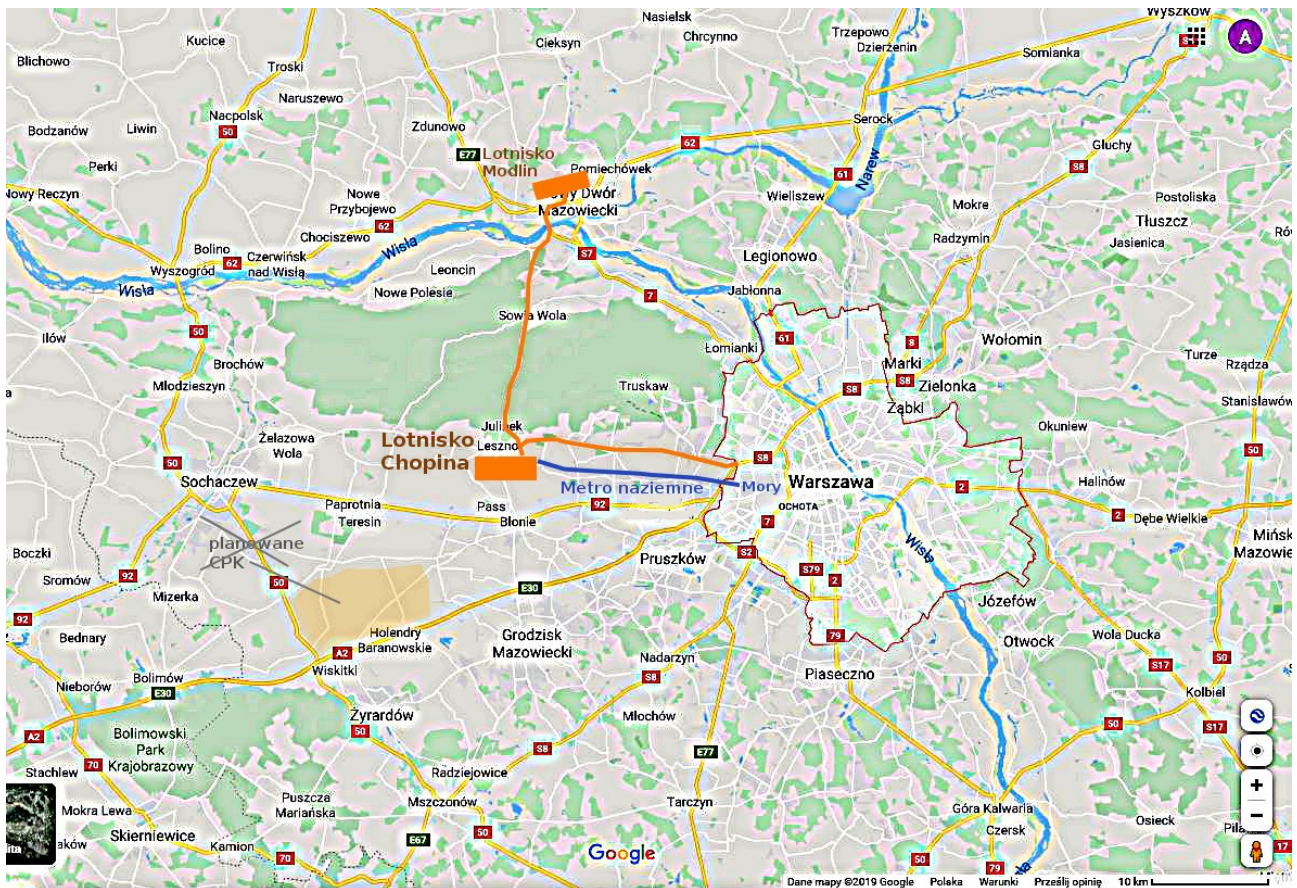 Nasielsk
Wyszków
Kucice
Cieksyn
Chrcynno
Trzepowo
Dzierżenin
S8
A
Blichowo
Troski
Somianka
Naruszewo
Nacpolsk
Bodzanów
Liwin
50
Zdunowo
Serock
Perki
E77
Lotnisko
Modlin
Pomiechówek
62
61
Narew
Głuchy
S8
Nowy Reczyn
Nowe
Przybojewo
wy Dwór
Mazowiecki
Wieliszew
Mokre
Postoliska
Tłuszcz
Chociszewo
62
Bolino
62
Czerwińsk
nad Wisłą
Wisła
S7
Radzymin
Jasienica
Wyszogród
Leoncin
Legionowo
Wisła
Nowe Polesie
7
Jabłonna
Iłów
50
Sowia Wola
61
8
Wołomin
Łomianki
Marki
Turze
Rządza
Brochów
Młodzieszyn
Truskaw
S8
S8
Zielonka
Ząbki
Stanisławów
Żelazowa
Wola
Julinek
Lotnisko
Chopina
Leszno
Okuniew
50
50
S8
Sochaczew
Metro naziemne
Mory
Warszawa
2
Halinów
Paprotnia
Teresin
Pass
Błonie
92
OCHOTA
2
Dębe Wielkie
7
Mińsk
Mazowie
planowane
CPK
Boczki
Pruszków
S2
Wisła
Sromów
92
50
E30
S79
2
Mizerka
Józefów
92
Bednary
Holendry
Baranowskie
Grodzisk
Mazowiecki
79
Otwock
Wola Ducka
A2
Nadarzyn
50
Bolimów
Wiskitki
S8
Piaseczno
S17
Nieborów
E30
Kołbiel
Żyrardów
50
Młochów
50
S17
A2
Bolimowski
Park
Krajobrazowy
S8
E77
70
Stachlew
Radziejowice
Mokra Lewa
Puszcza
Mariańska
Mszczonów
Tarczyn
Góra Kalwaria
Osieck
Pila
Skierniewice
50
Czersk
17
Kamion
E67
70
Google
50
79
Dane mapy ©2019 Google
Polska
Warunki
Prześlij opinię
10 km